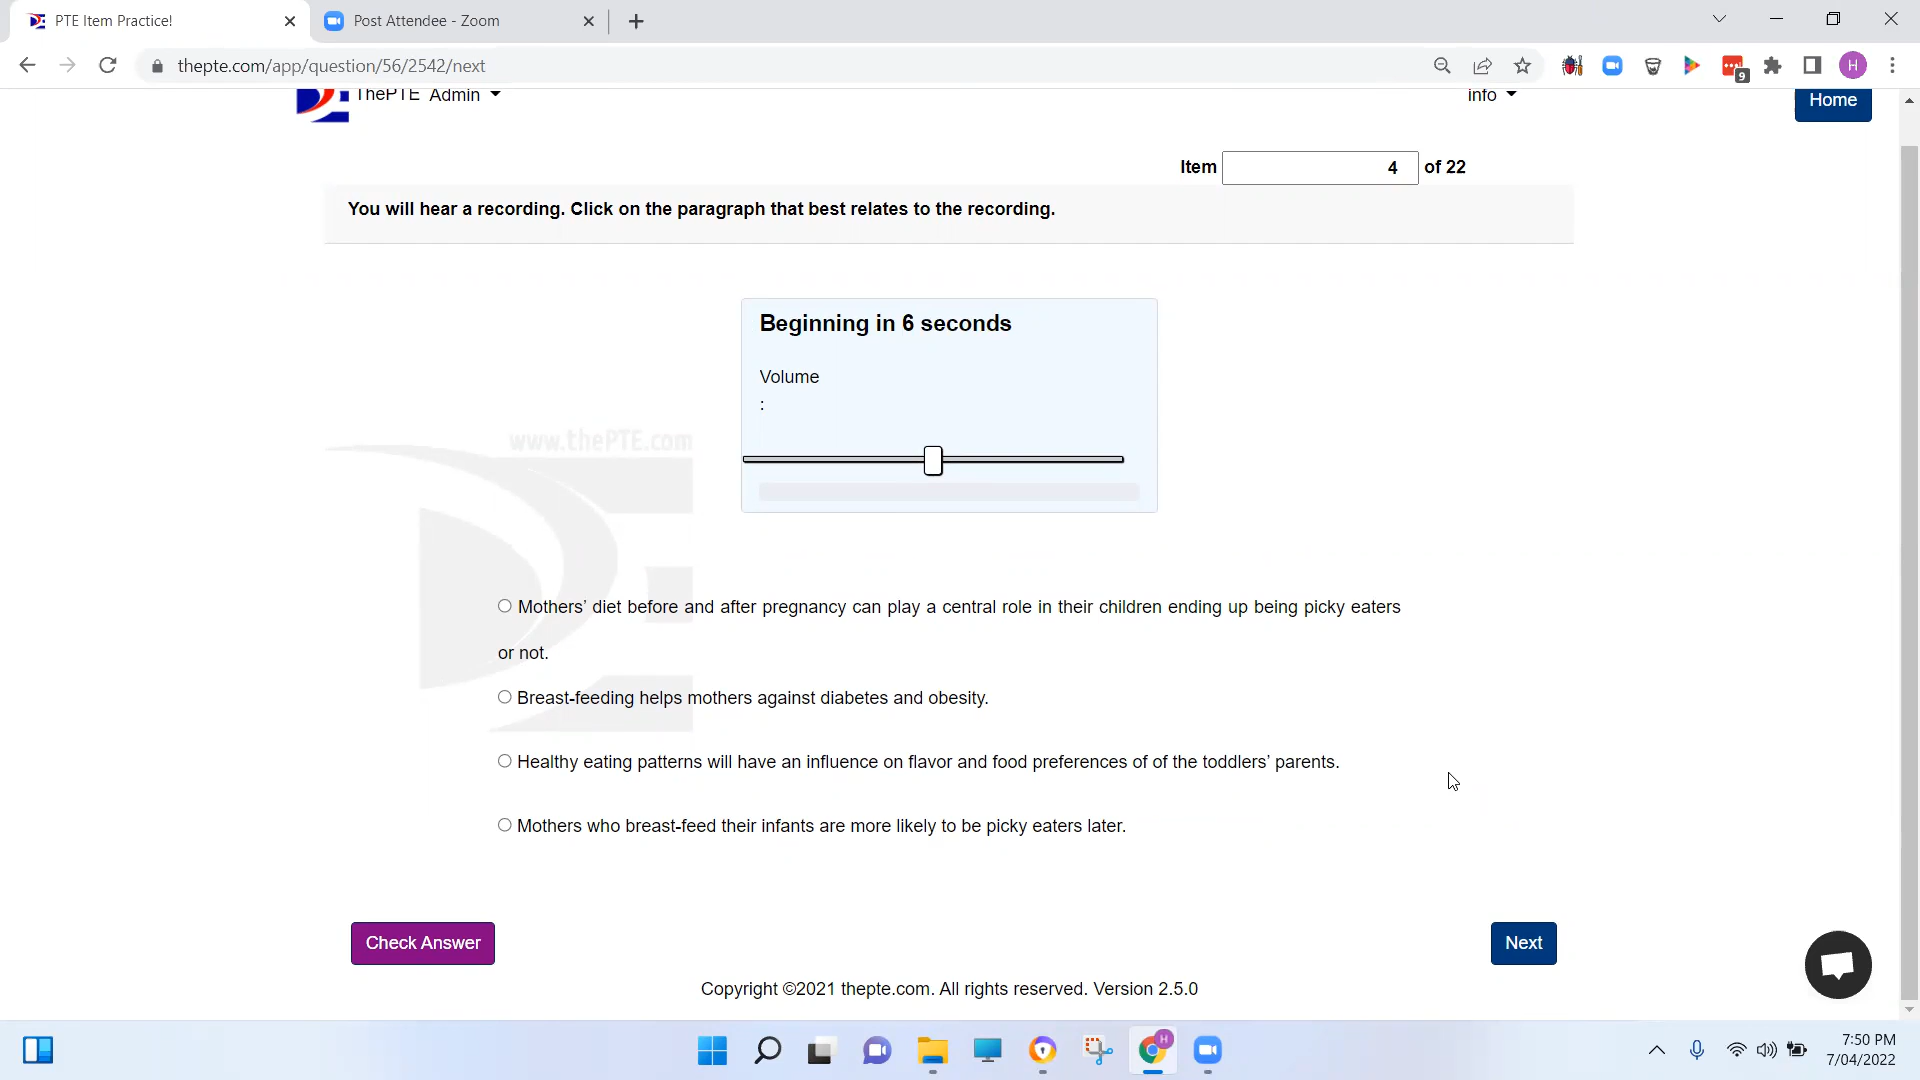 PTE Item Practice!
Post Attendee - Zoom
thepte.com/app/question/56/2542/next
9
H
ThePTE Admin
info
Home
Item 4 of 22
You will hear a recording. Click on the paragraph that best relates to the recording.
Beginning in 6 seconds
Volume
:
www.thePTE.com
Mothers’ diet before and after pregnancy can play a central role in their children ending up being picky eaters
or not.
Breast-feeding helps mothers against diabetes and obesity.
Healthy eating patterns will have an influence on flavor and food preferences of of the toddlers’ parents.
Mothers who breast-feed their infants are more likely to be picky eaters later.
Check Answer
Next
Copyright ©2021 thepte.com. All rights reserved. Version 2.5.0
H
7:50 PM
7/04/2022